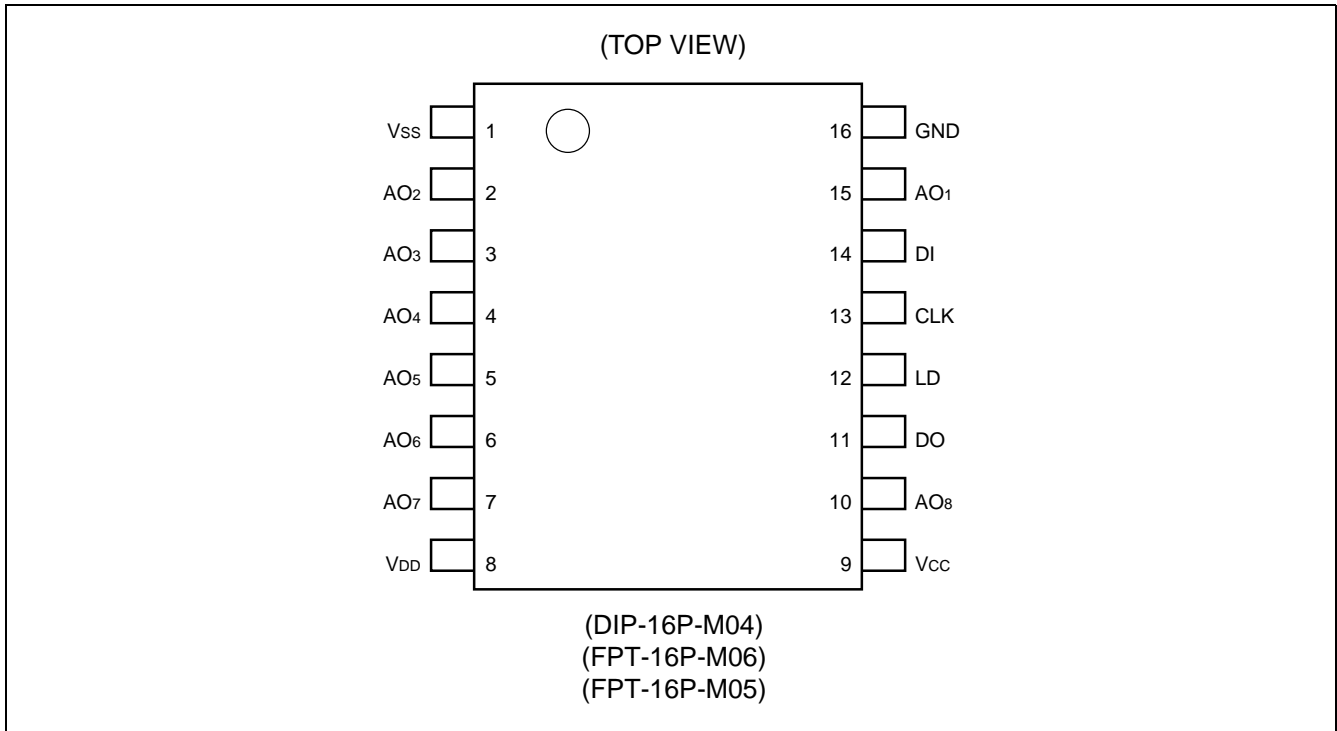 (TOP VIEW)
VSS 1 16 GND
AO2 2 15 AO1
AO3 3 14 DI
AO4 4 13 CLK
AO5 5 12 LD
AO6 6 11 DO
AO7 7 10 AO8
VDD 8 9 VCC
(DIP-16P-M04)
(FPT-16P-M06)
(FPT-16P-M05)